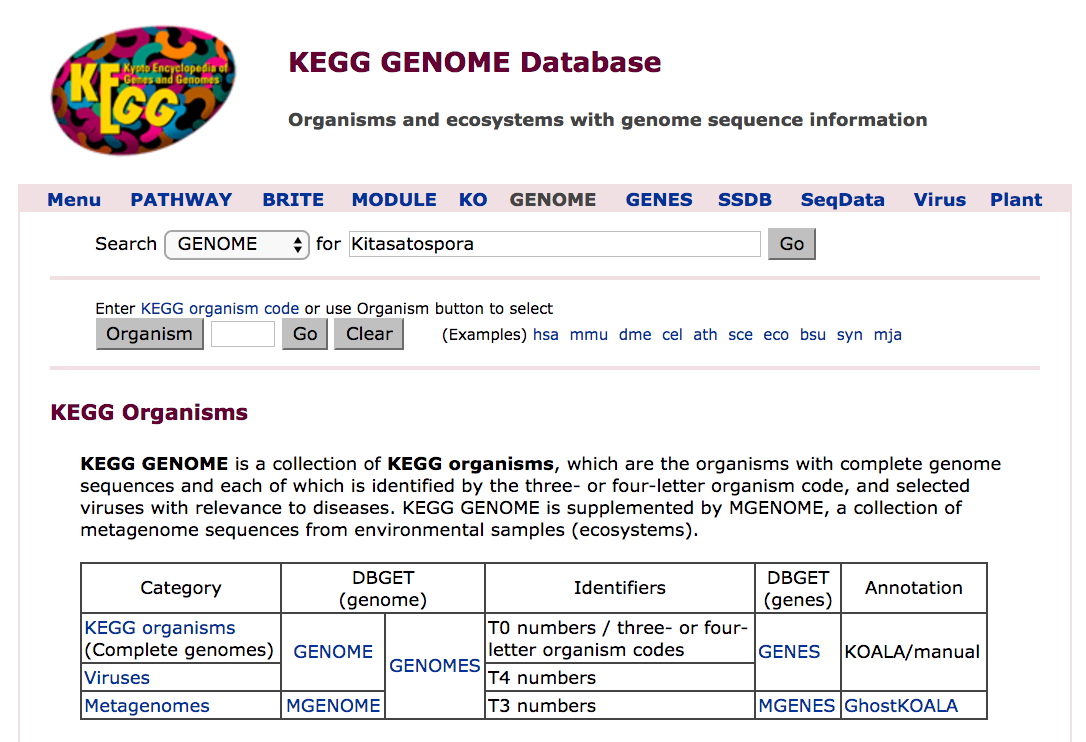 KEGG
Kyoto Encyclopedia of
Genes and Genomes
KEGG GENOME Database
Organisms and ecosystems with genome sequence information
Menu PATHWAY BRITE MODULE KO GENOME GENES SSDB SeqData Virus Plant
Search GENOME for Kitasatospora Go
Enter KEGG organism code or use Organism button to select
Organism Go Clear (Examples) hsa mmu dme cel ath sce eco bsu syn mja
KEGG Organisms
KEGG GENOME is a collection of KEGG organisms, which are the organisms with complete genome
sequences and each of which is identified by the three- or four-letter organism code, and selected
viruses with relevance to diseases. KEGG GENOME is supplemented by MGENOME, a collection of
metagenome sequences from environmental samples (ecosystems).
Category DBGET (genome) Identifiers DBGET (genes) Annotation
KEGG organisms (Complete genomes) GENOME GENOMES T0 numbers / three- or four-letter organism codes GENES KOALA/manual
Viruses T4 numbers
Metagenomes MGENOME T3 numbers MGENES GhostKOALA